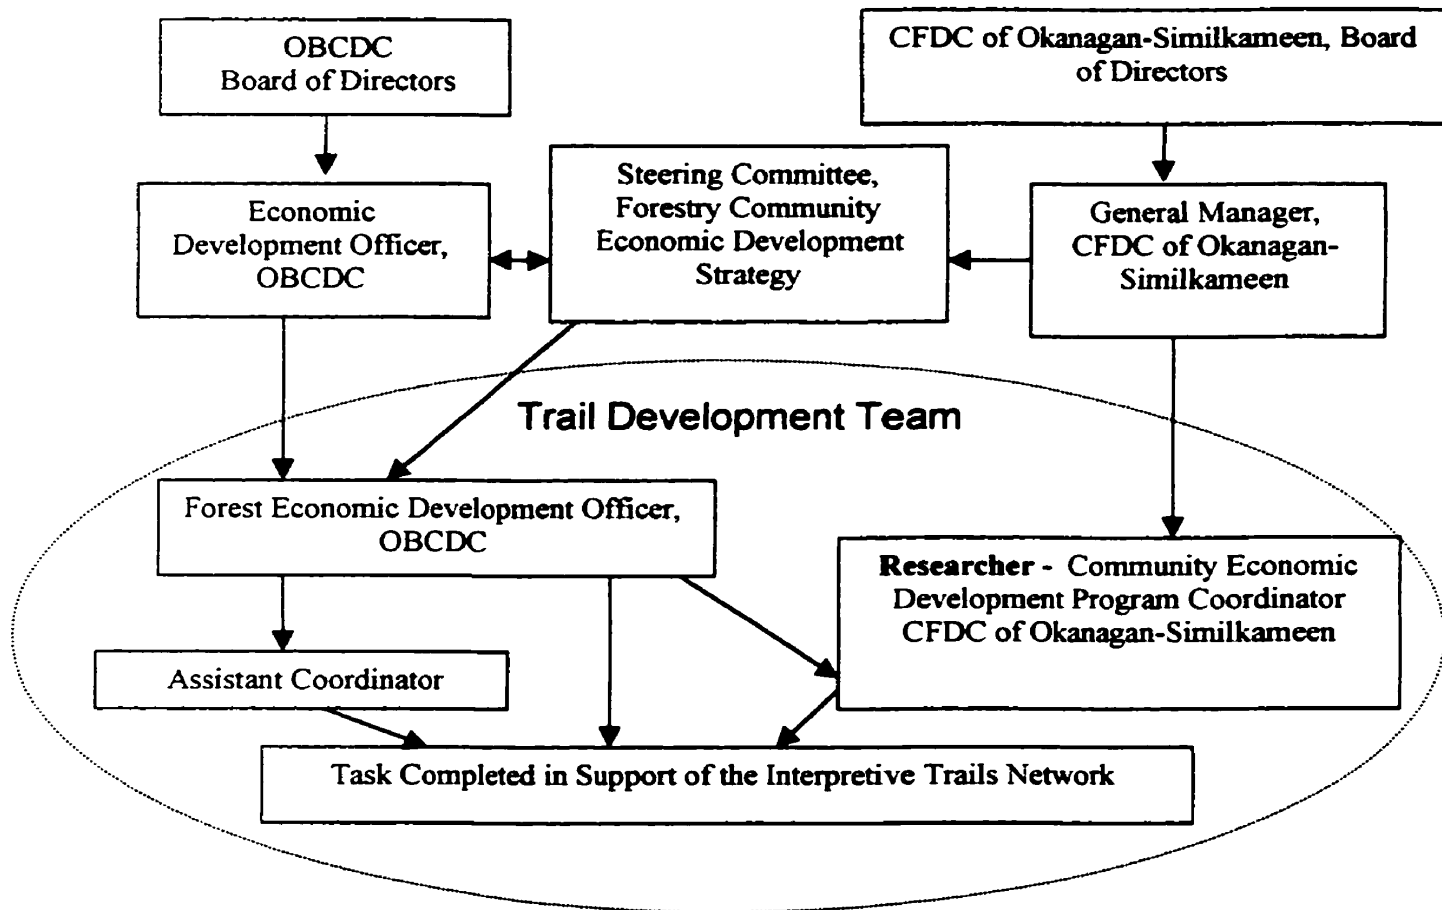 OBCDC
Board of Directors
CFDC of Okanagan-Similkameen, Board
of Directors
Economic
Development Officer,
OBCDC
Steering Committee,
Forestry Community
Economic Development
Strategy
General Manager,
CFDC of Okanagan-
Similkameen
Trail Development Team
Forest Economic Development Officer,
OBCDC
Researcher - Community Economic
Development Program Coordinator
CFDC of Okanagan-Similkameen
Assistant Coordinator
Task Completed in Support of the Interpretive Trails Network